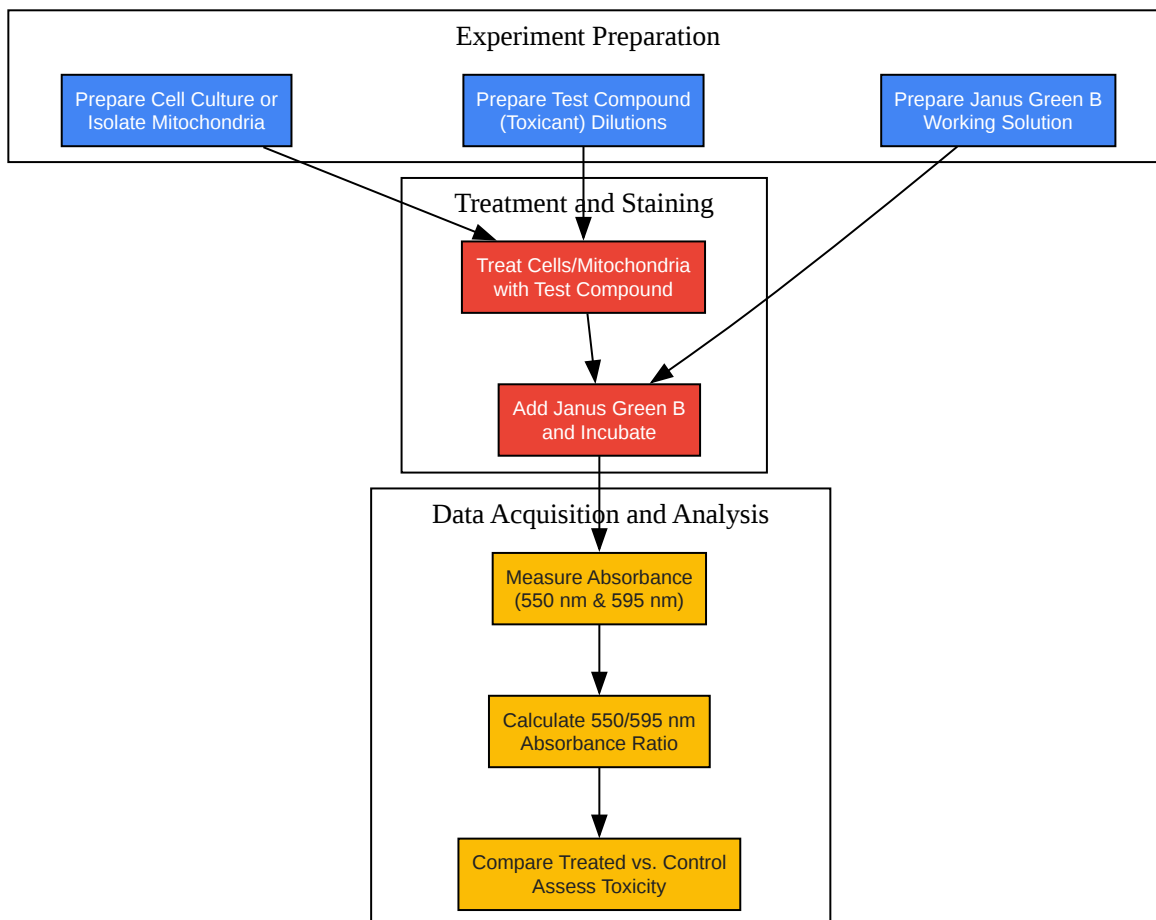 Experiment Preparation
Prepare Cell Culture or
Isolate Mitochondria
Prepare Test Compound
(Toxicant) Dilutions
Prepare Janus Green B
Working Solution
Treatment and Staining
Treat Cells/Mitochondria
with Test Compound
Add Janus Green B
and Incubate
Data Acquisition and Analysis
Measure Absorbance
(550 nm & 595 nm)
Calculate 550/595 nm
Absorbance Ratio
Compare Treated vs. Control
Assess Toxicity